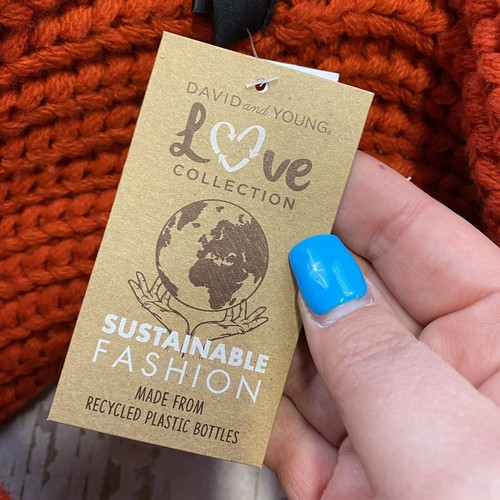 DAVID and YOUNG®
Love
COLLECTION
SUSTAINABLE
FASHION
MADE FROM
RECYCLED PLASTIC BOTTLES